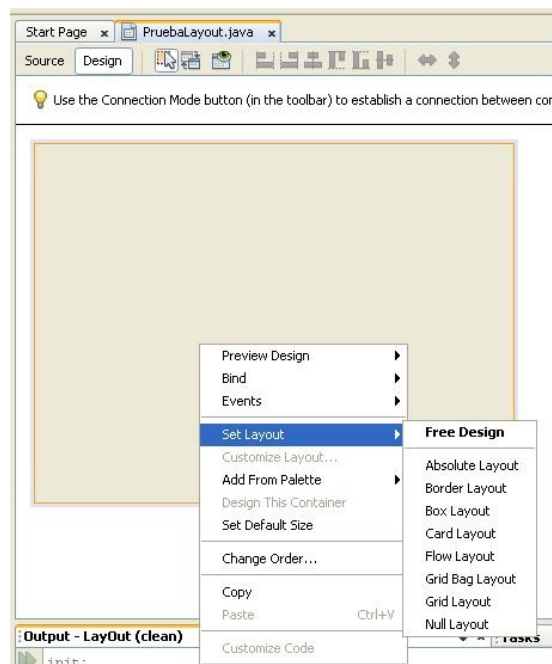 Start Page x PruebaLayout.java x
Source Design
Use the Connection Mode button (in the toolbar) to establish a connection between
Preview Design
Bind
Events
Set Layout
Customize Layout...
Add From Palette
Design This Container
Set Default Size
Change Order...
Copy
Paste Ctrl+V
Customize Code
Free Design
Absolute Layout
Border Layout
Box Layout
Card Layout
Flow Layout
Grid Bag Layout
Grid Layout
Null Layout
Output - LayOut (clean)
Tasks
init: